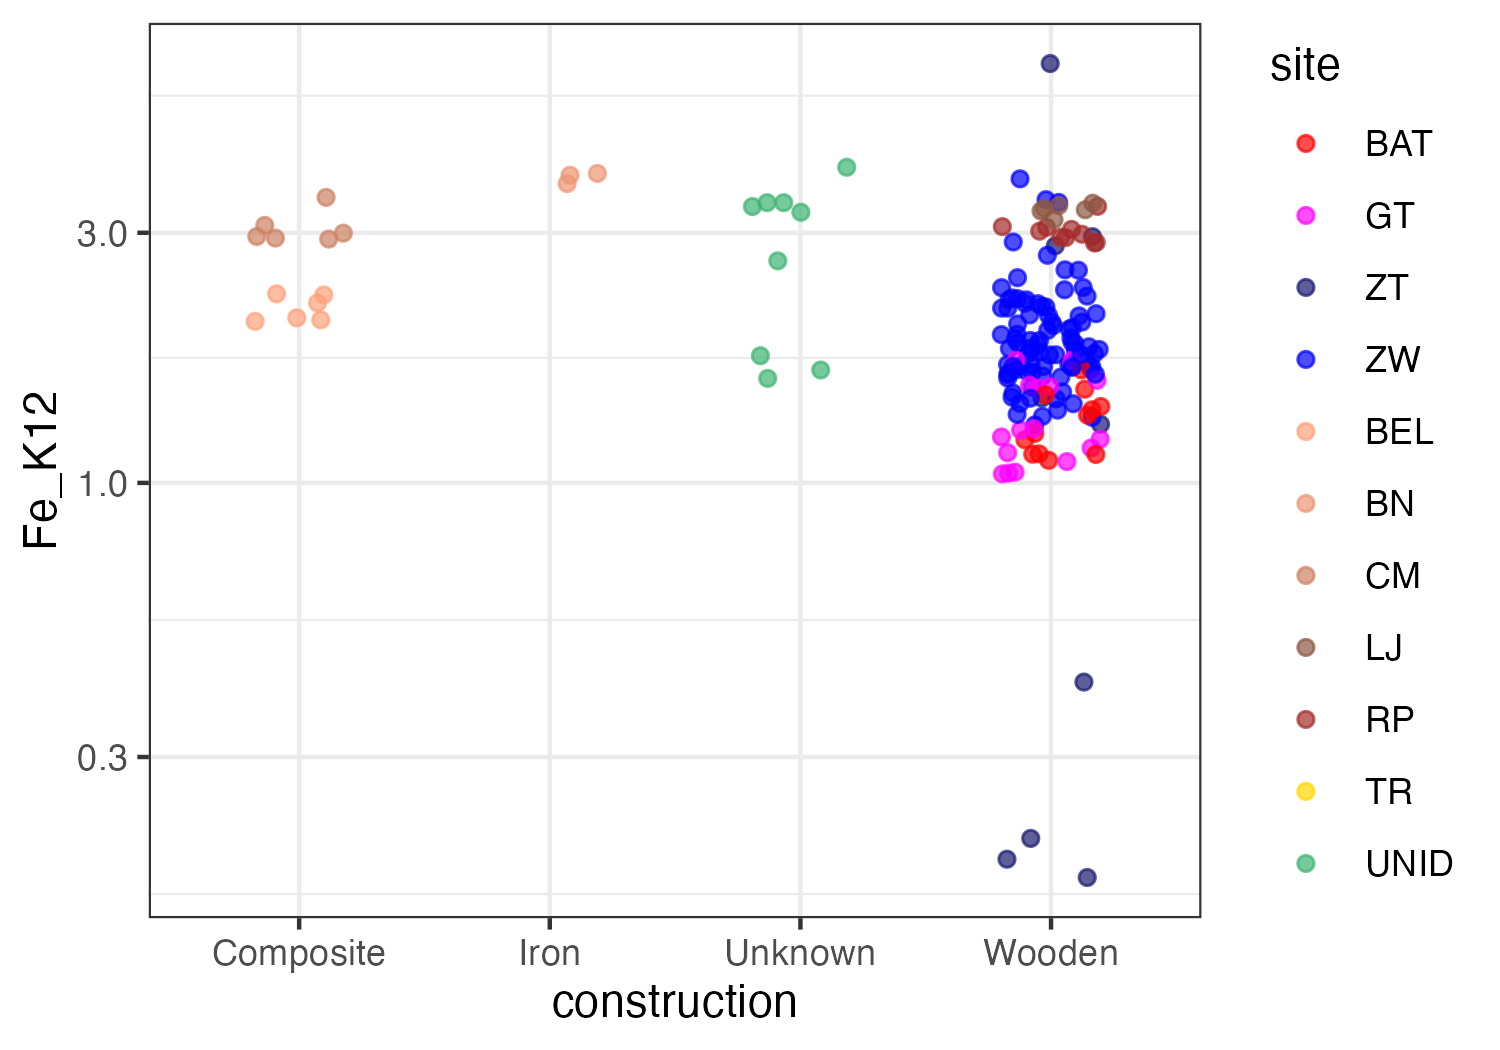 Fe_K12
3.0
1.0
0.3
Composite
Iron
Unknown
Wooden
construction
site
BAT
GT
ZT
ZW
BEL
BN
CM
LJ
RP
TR
UNID